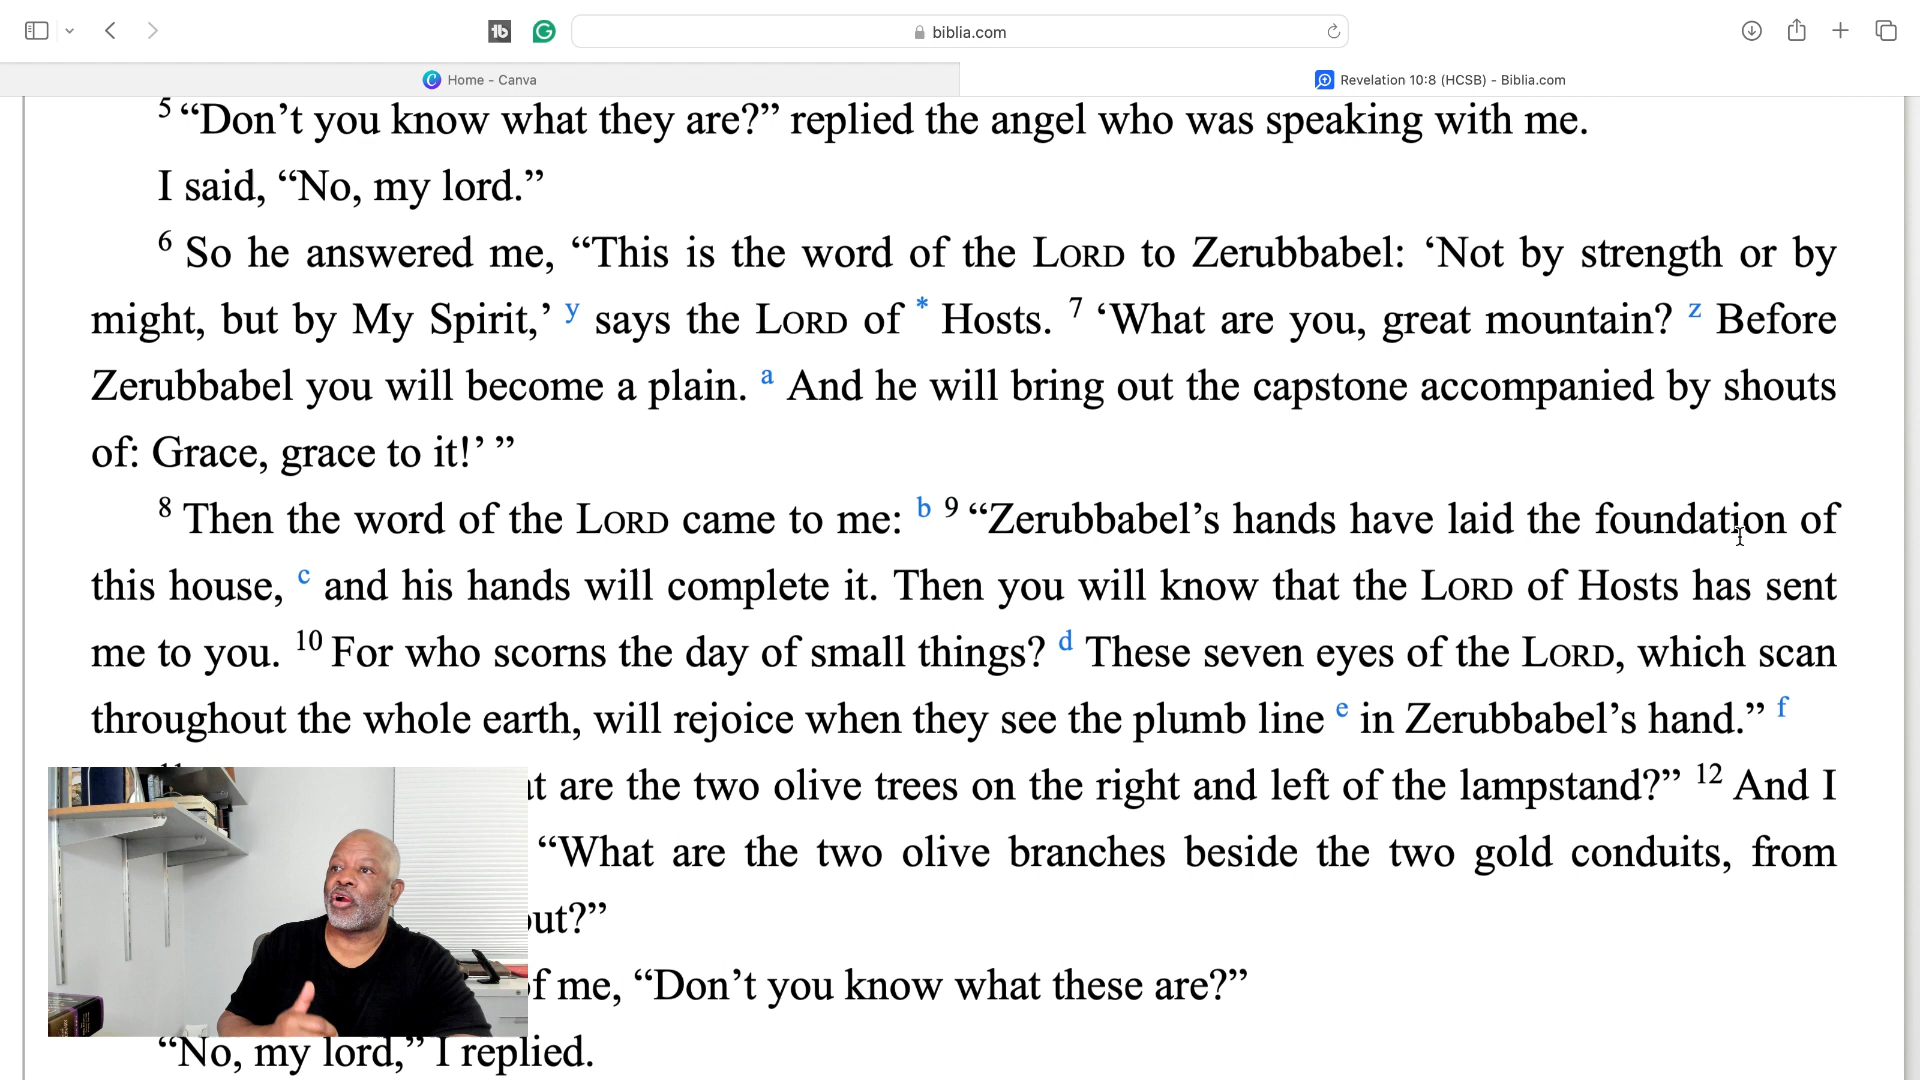 biblia.com
Home - Canva
Revelation 10:8 (HCSB) - Biblia.com
5 “Don’t you know what they are?” replied the angel who was speaking with me.
I said, “No, my lord.”
6 So he answered me, “This is the word of the LORD to Zerubbabel: ‘Not by strength or by
might, but by My Spirit,’ y says the LORD of * Hosts. 7 ‘What are you, great mountain? z Before
Zerubbabel you will become a plain. a And he will bring out the capstone accompanied by shouts
of: Grace, grace to it!’ ”
8 Then the word of the LORD came to me: b 9 “Zerubbabel’s hands have laid the foundation of
this house, c and his hands will complete it. Then you will know that the LORD of Hosts has sent
me to you. 10 For who scorns the day of small things? d These seven eyes of the LORD, which scan
throughout the whole earth, will rejoice when they see the plumb line e in Zerubbabel’s hand.” f
are the two olive trees on the right and left of the lampstand?” 12 And I
“What are the two olive branches beside the two gold conduits, from
out?”
of me, “Don’t you know what these are?”
“No, my lord,” I replied.